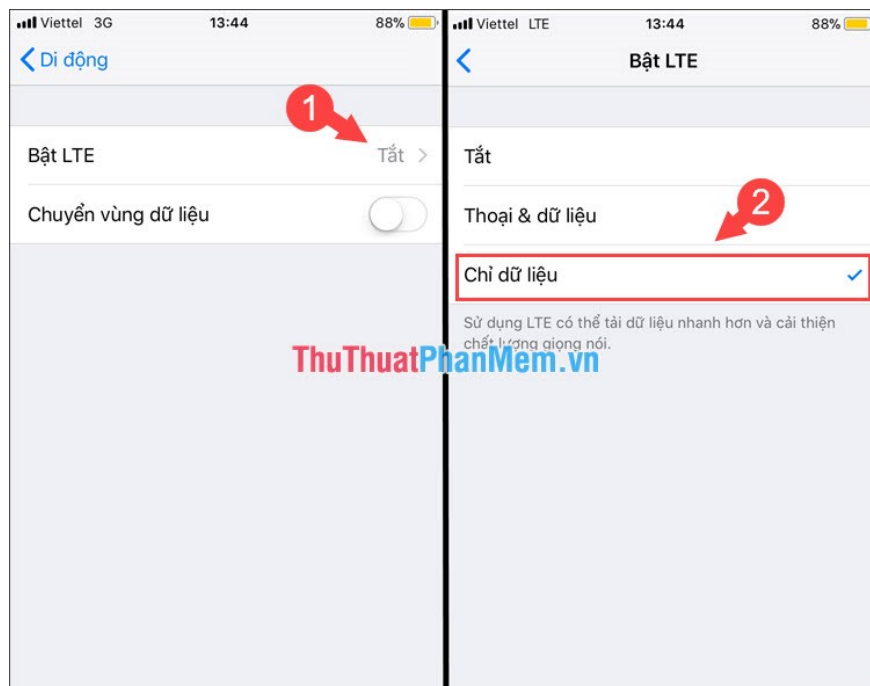 Viettel 3G 13:44 88%
Di động
1
Bật LTE Tắt
Chuyển vùng dữ liệu
Viettel LTE 13:44 88%
Bật LTE
Tắt
Thoại & dữ liệu
2
Chỉ dữ liệu
Sử dụng LTE có thể tải dữ liệu nhanh hơn và cải thiện
chất lượng giọng nói.
ThuThuatPhanMem.vn